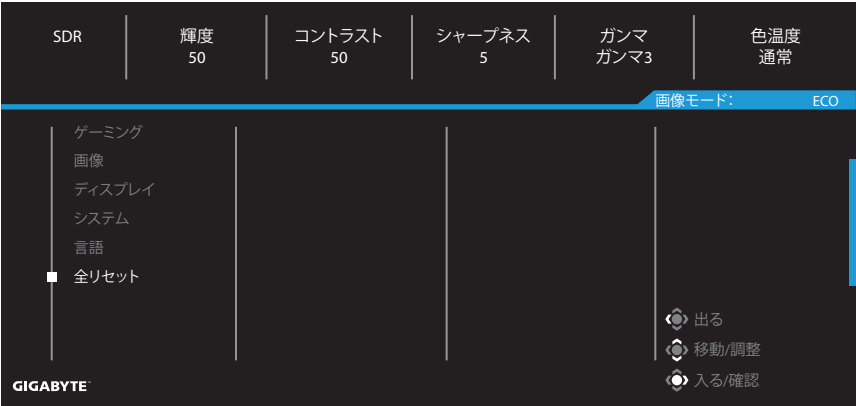 SDR
輝度
50
コントラスト
50
シャープネス
5
ガンマ
ガンマ3
色温度
通常
画像モード: ECO
ゲーミング
画像
ディスプレイ
システム
言語
全リセット
出る
移動/調整
入る/確認
GIGABYTE™